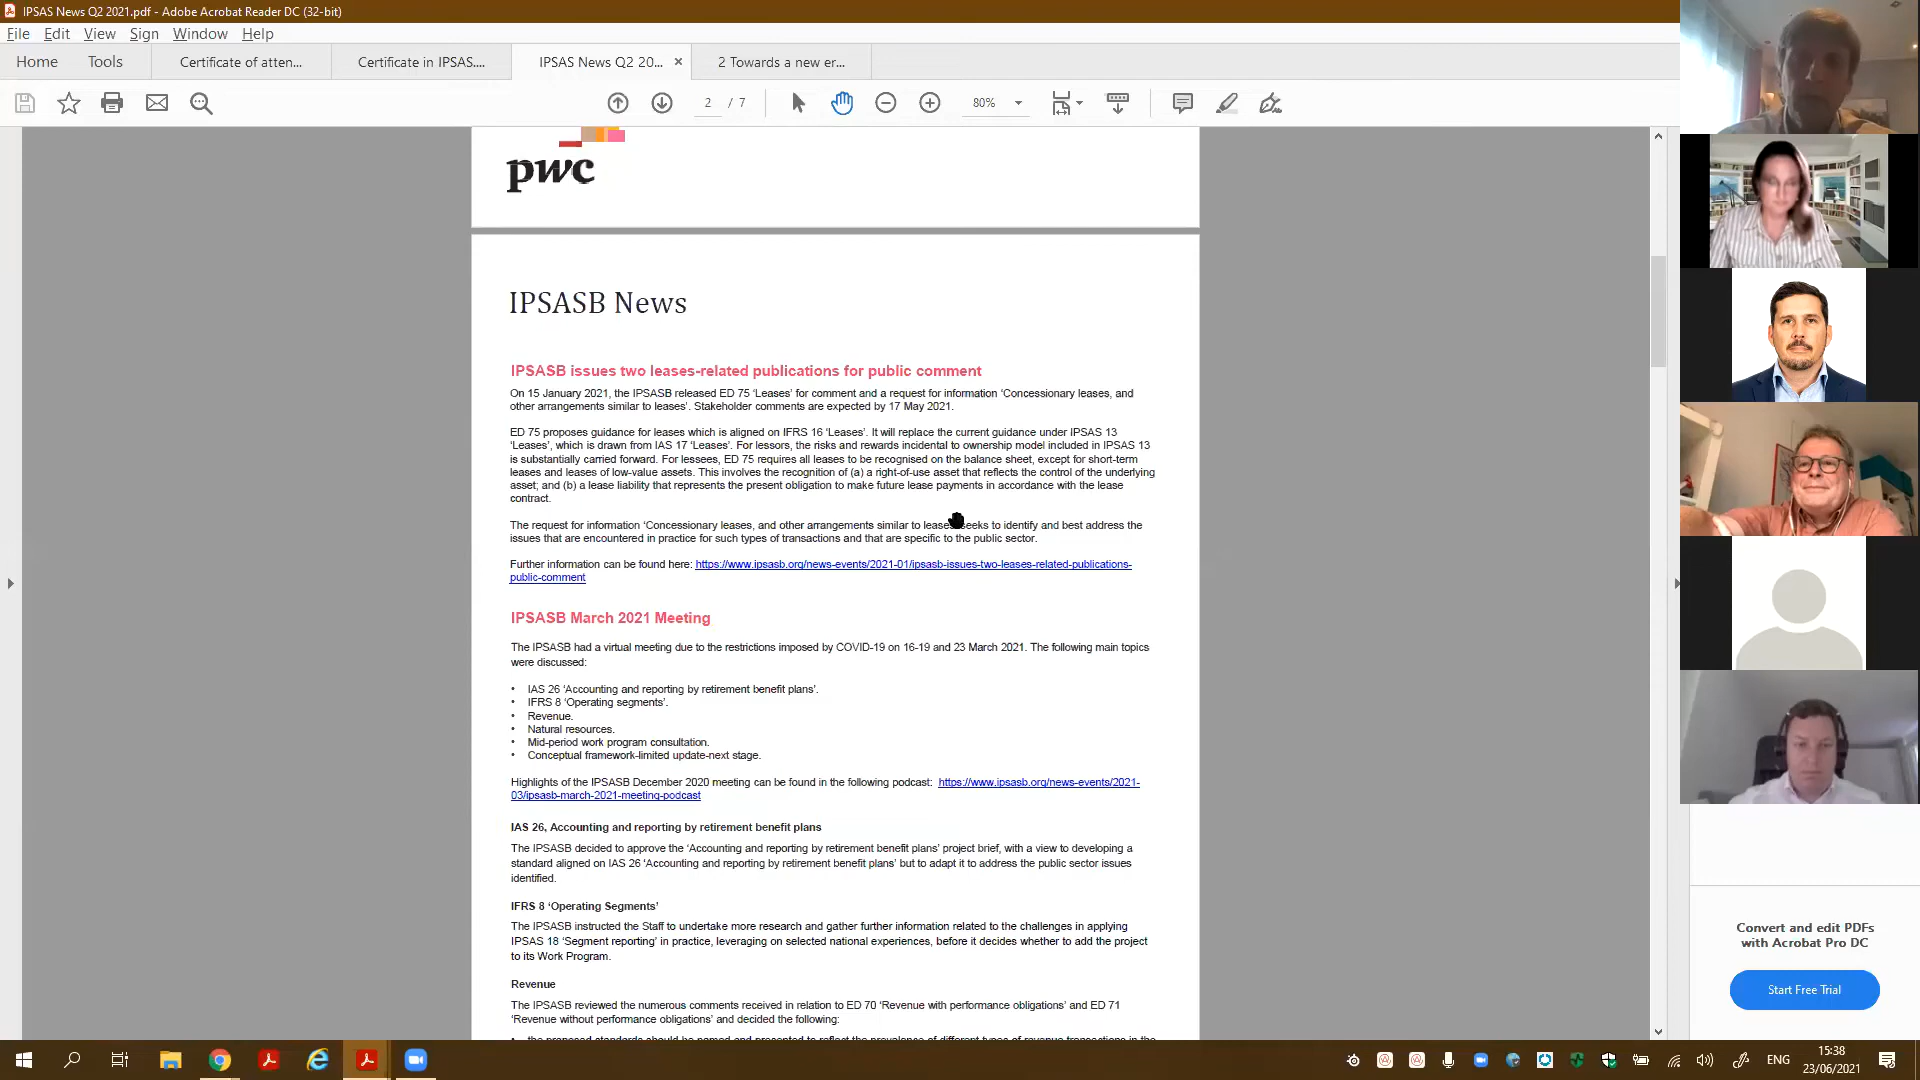 IPSAS News Q2 2021.pdf - Adobe Acrobat Reader DC (32-bit)
File Edit View Sign Window Help
Home Tools Certificate of atten... Certificate in IPSAS.... IPSAS News Q2 20... × 2 Towards a new er...
2 / 7 80%
pwc
IPSASB News
IPSASB issues two leases-related publications for public comment
On 15 January 2021, the IPSASB released ED 75 ‘Leases’ for comment and a request for information ‘Concessionary leases, and
other arrangements similar to leases’. Stakeholder comments are expected by 17 May 2021.
ED 75 proposes guidance for leases which is aligned on IFRS 16 ‘Leases’. It will replace the current guidance under IPSAS 13
‘Leases’, which is drawn from IAS 17 ‘Leases’. For lessors, the risks and rewards incidental to ownership model included in IPSAS 13
is substantially carried forward. For lessees, ED 75 requires all leases to be recognised on the balance sheet, except for short-term
leases and leases of low-value assets. This involves the recognition of (a) a right-of-use asset that reflects the control of the underlying
asset; and (b) a lease liability that represents the present obligation to make future lease payments in accordance with the lease
contract.
The request for information ‘Concessionary leases, and other arrangements similar to leases seeks to identify and best address the
issues that are encountered in practice for such types of transactions and that are specific to the public sector.
Further information can be found here: https://www.ipsasb.org/news-events/2021-01/ipsasb-issues-two-leases-related-publications-
public-comment
IPSASB March 2021 Meeting
The IPSASB had a virtual meeting due to the restrictions imposed by COVID-19 on 16-19 and 23 March 2021. The following main topics
were discussed:
• IAS 26 ‘Accounting and reporting by retirement benefit plans’.
• IFRS 8 ‘Operating segments’.
• Revenue.
• Natural resources.
• Mid-period work program consultation.
• Conceptual framework-limited update-next stage.
Highlights of the IPSASB December 2020 meeting can be found in the following podcast: https://www.ipsasb.org/news-events/2021-
03/ipsasb-march-2021-meeting-podcast
IAS 26, Accounting and reporting by retirement benefit plans
The IPSASB decided to approve the ‘Accounting and reporting by retirement benefit plans’ project brief, with a view to developing a
standard aligned on IAS 26 ‘Accounting and reporting by retirement benefit plans’ but to adapt it to address the public sector issues
identified.
IFRS 8 ‘Operating Segments’
The IPSASB instructed the Staff to undertake more research and gather further information related to the challenges in applying
IPSAS 18 ‘Segment reporting’ in practice, leveraging on selected national experiences, before it decides whether to add the project
to its Work Program.
Revenue
The IPSASB reviewed the numerous comments received in relation to ED 70 ‘Revenue with performance obligations’ and ED 71
‘Revenue without performance obligations’ and decided the following:
• the proposed standards should be named and presented to reflect the prevalence of different types of revenue transactions in the
Convert and edit PDFs
with Acrobat Pro DC
Start Free Trial
ENG
15:38
23/06/2021